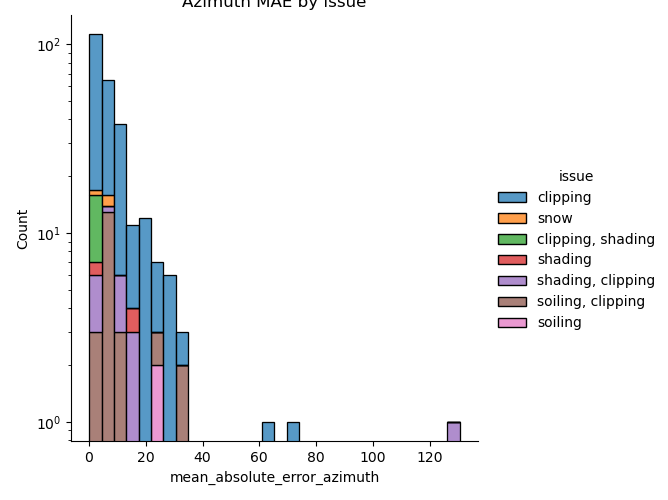 Azimuth MAE by issue
10²
10¹
10⁰
Count
0 20 40 60 80 100 120
mean_absolute_error_azimuth
issue
clipping
snow
clipping, shading
shading
shading, clipping
soiling, clipping
soiling